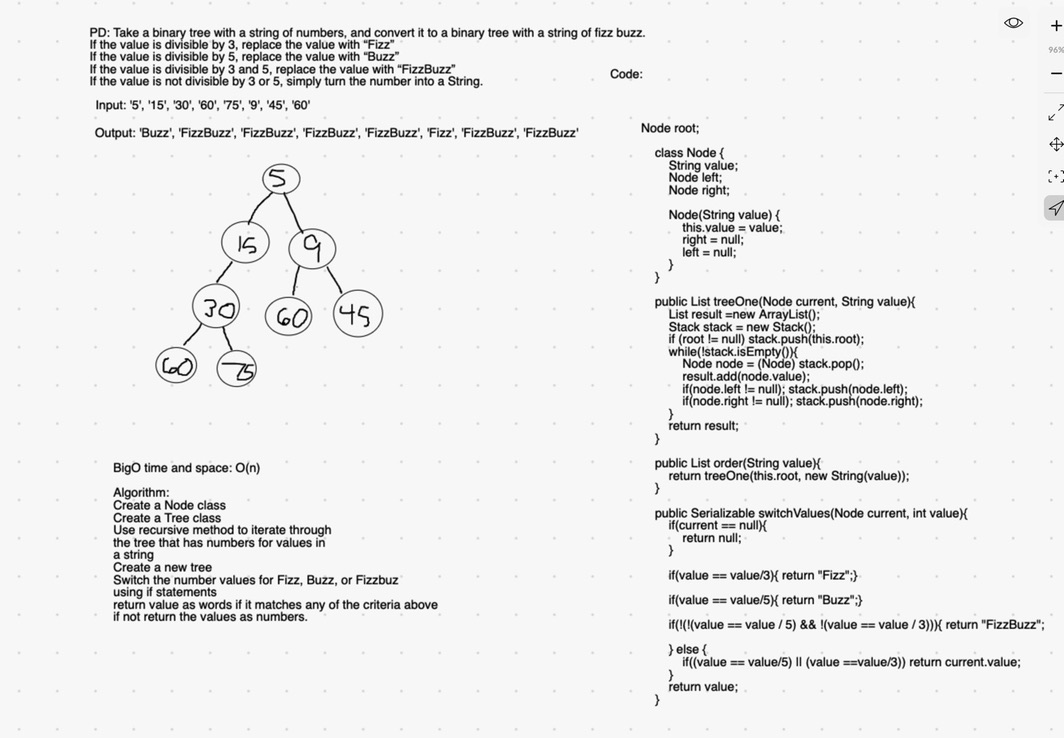 PD: Take a binary tree with a string of numbers, and convert it to a binary tree with a string of fizz buzz.
If the value is divisible by 3, replace the value with “Fizz”
If the value is divisible by 5, replace the value with “Buzz”
If the value is divisible by 3 and 5, replace the value with “FizzBuzz”
If the value is not divisible by 3 or 5, simply turn the number into a String.
Input: '5', '15', '30', '60', '75', '9', '45', '60'
Output: 'Buzz', 'FizzBuzz', 'FizzBuzz', 'FizzBuzz', 'FizzBuzz', 'Fizz', 'FizzBuzz', 'FizzBuzz'
5
15 9
30 60 45
60 75
BigO time and space: O(n)
Algorithm:
Create a Node class
Create a Tree class
Use recursive method to iterate through
the tree that has numbers for values in
a string
Create a new tree
Switch the number values for Fizz, Buzz, or Fizzbuz
using if statements
return value as words if it matches any of the criteria above
if not return the values as numbers.
Code:
Node root;
class Node {
String value;
Node left;
Node right;
Node(String value) {
this.value = value;
right = null;
left = null;
}
}
public List treeOne(Node current, String value){
List result =new ArrayList();
Stack stack = new Stack();
if (root != null) stack.push(this.root);
while(!stack.isEmpty()){
Node node = (Node) stack.pop();
result.add(node.value);
if(node.left != null); stack.push(node.left);
if(node.right != null); stack.push(node.right);
}
return result;
}
public List order(String value){
return treeOne(this.root, new String(value));
}
public Serializable switchValues(Node current, int value){
if(current == null){
return null;
}
if(value == value/3){ return "Fizz";}
if(value == value/5){ return "Buzz";}
if(!(!(value == value / 5) && !(value == value / 3))){ return "FizzBuzz";
} else {
if((value == value/5) || (value ==value/3)) return current.value;
}
return value;
}
96%